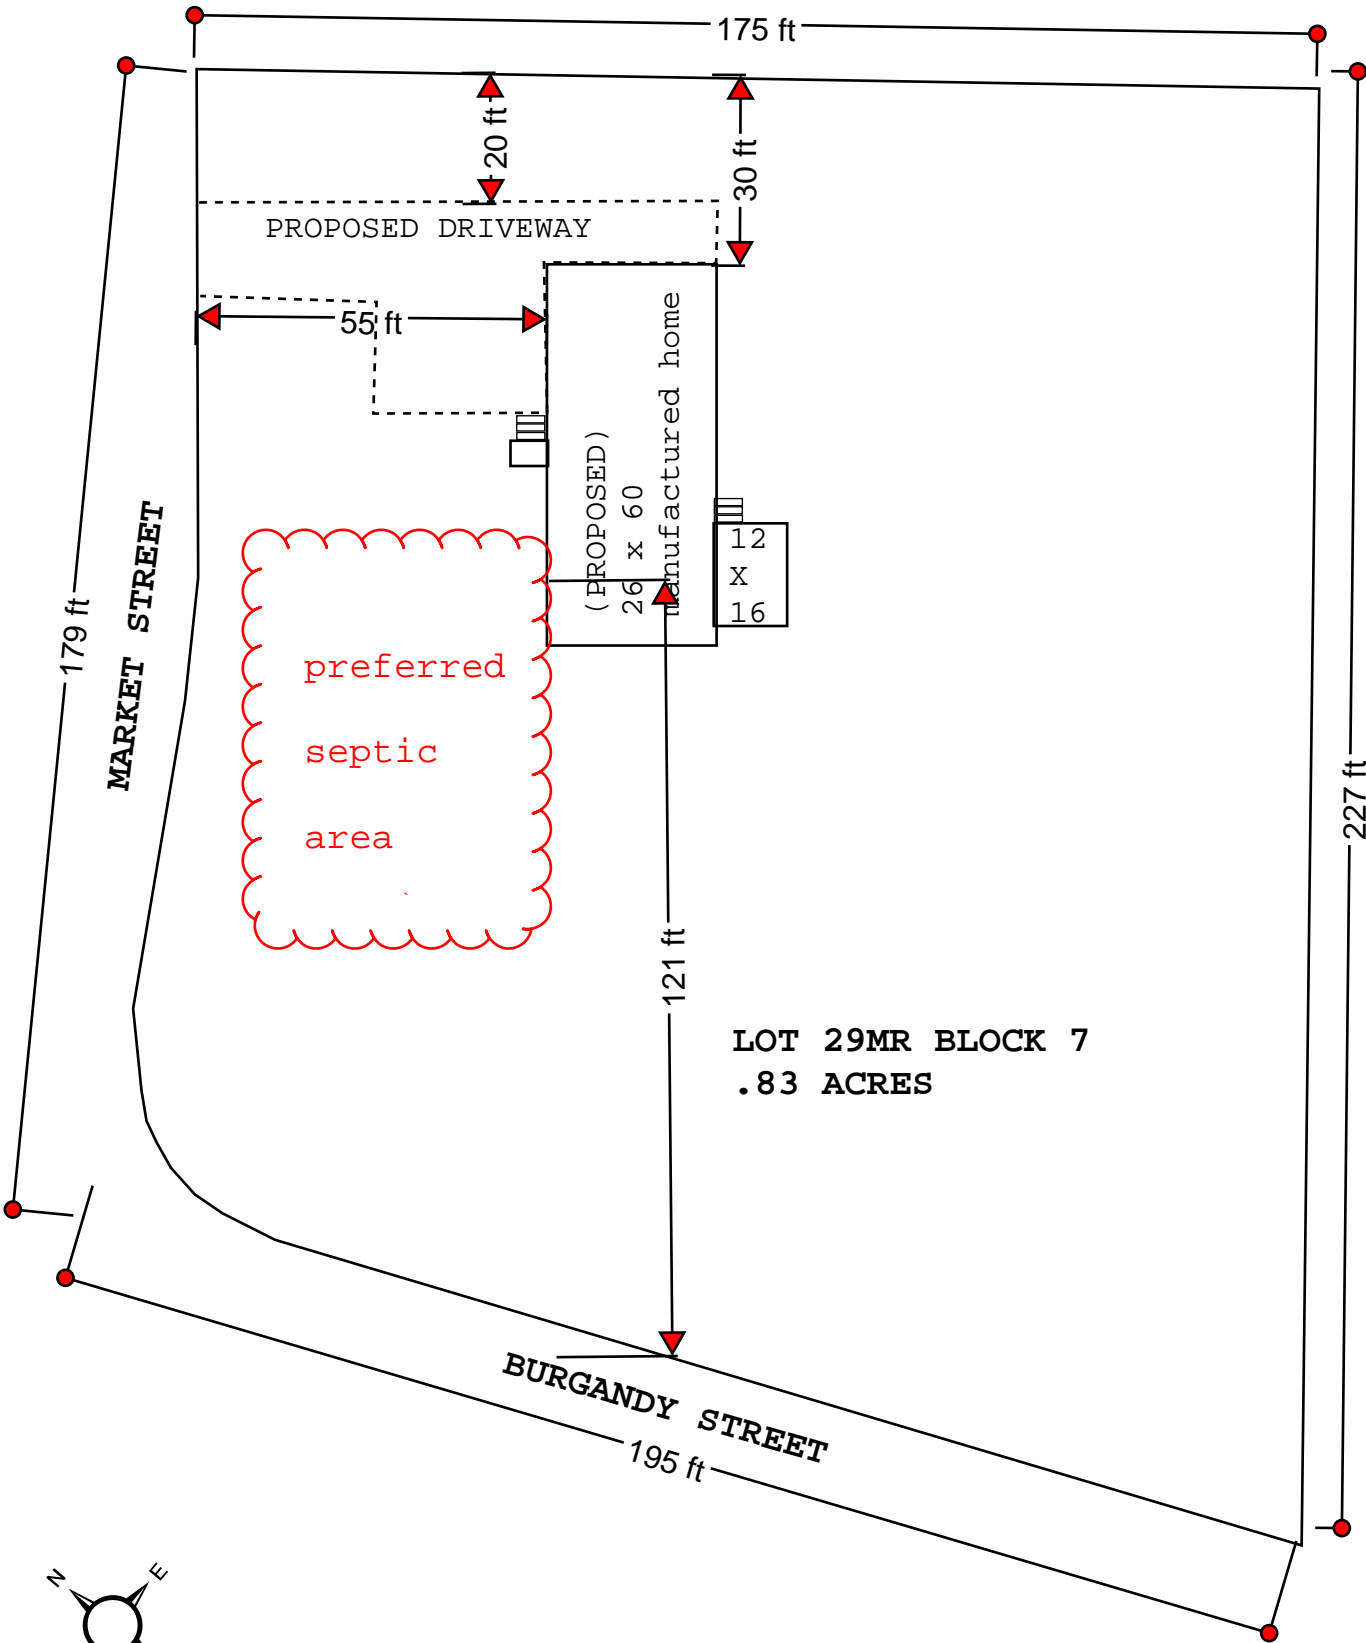 175 ft
20 ft
30 ft
PROPOSED DRIVEWAY
55 ft
(PROPOSED)
26 x 60
manufactured home
12
X
16
MARKET STREET
179 ft
preferred
septic
area
227 ft
121 ft
LOT 29MR BLOCK 7
.83 ACRES
BURGANDY STREET
195 ft
N
E